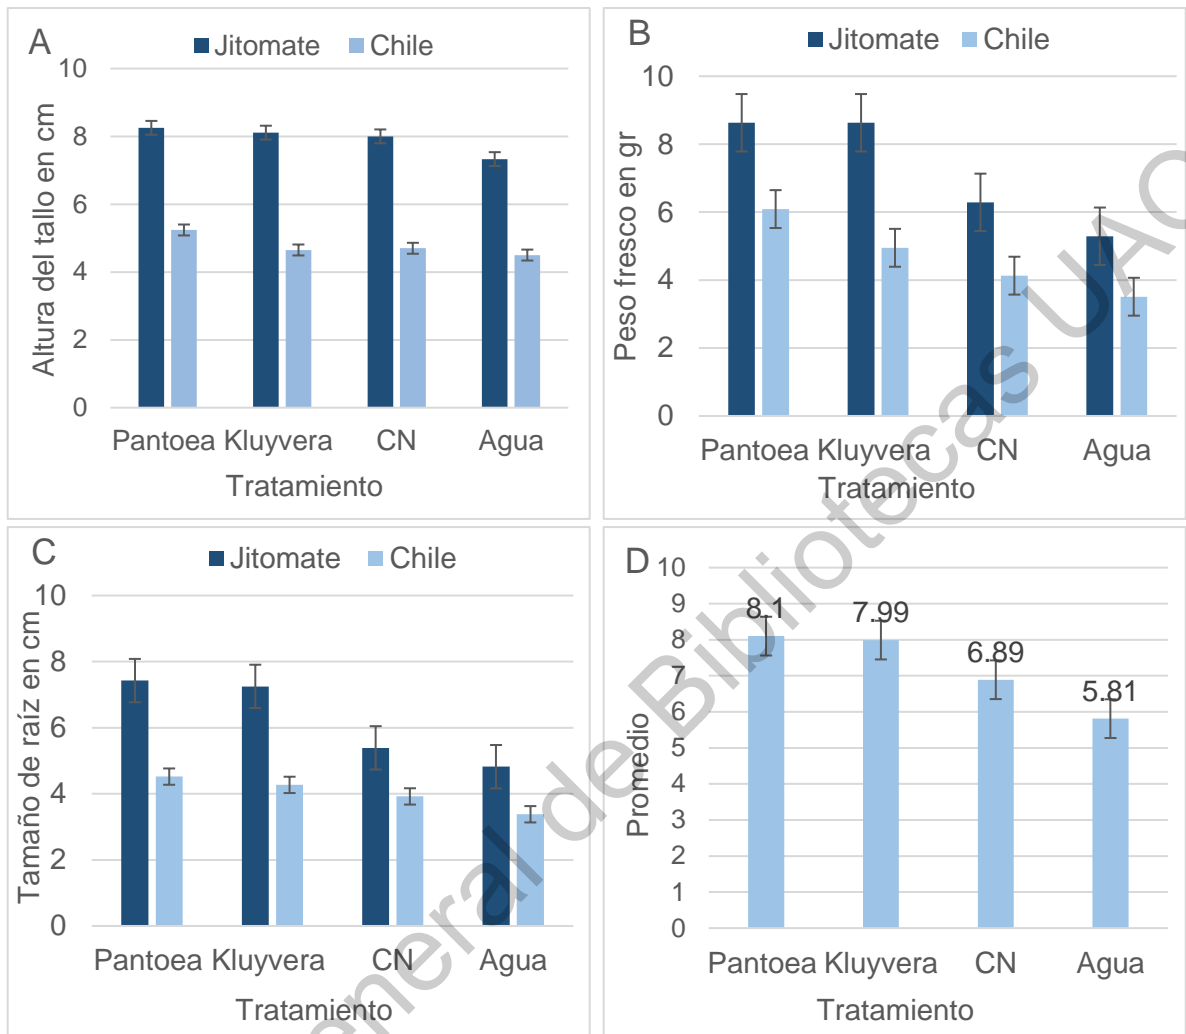 A
Jitomate Chile
Altura del tallo en cm
10
8
6
4
2
0
Pantoea Kluyvera CN Agua
Tratamiento
B
Jitomate Chile
Peso fresco en gr
10
8
6
4
2
0
Pantoea Kluyvera CN Agua
Tratamiento
C
Jitomate Chile
Tamaño de raíz en cm
10
8
6
4
2
0
Pantoea Kluyvera CN Agua
Tratamiento
D
Promedio
10
9
8
7
6
5
4
3
2
1
0
8.1 7.99 6.89 5.81
Pantoea Kluyvera CN Agua
Tratamiento
de Bibliotecas